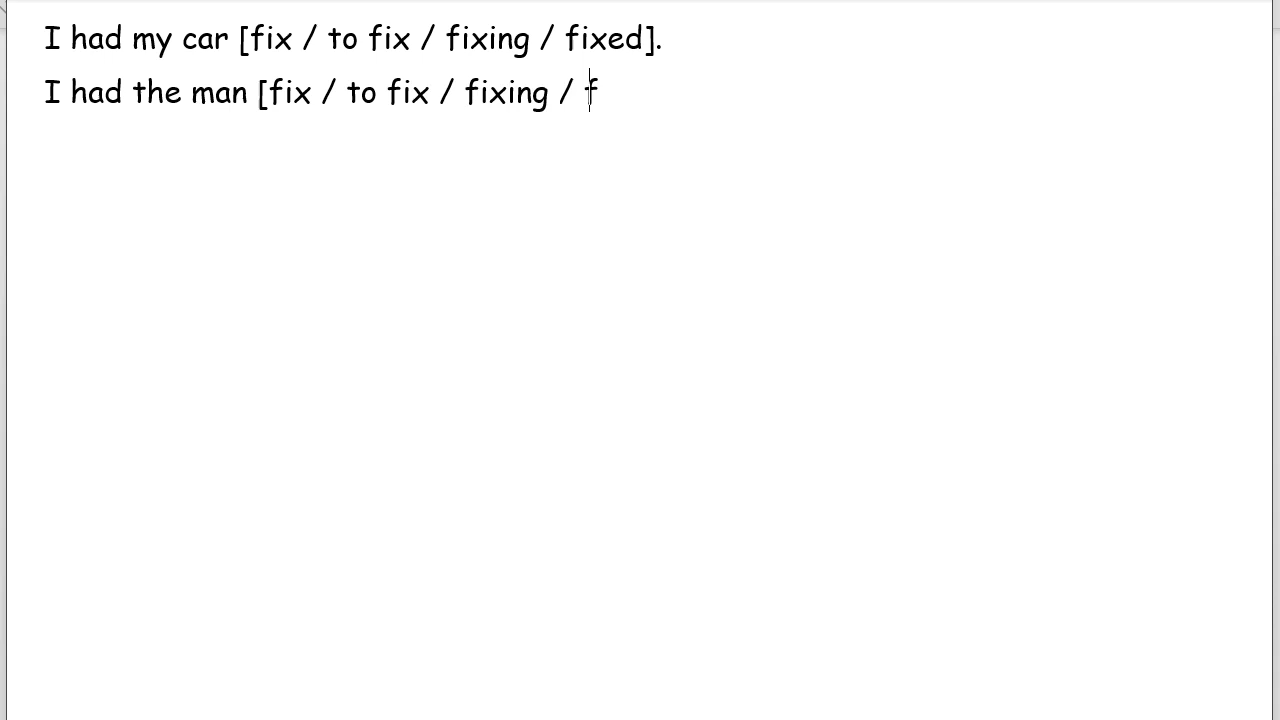 I had my car [fix / to fix / fixing / fixed].
I had the man [fix / to fix / fixing / f